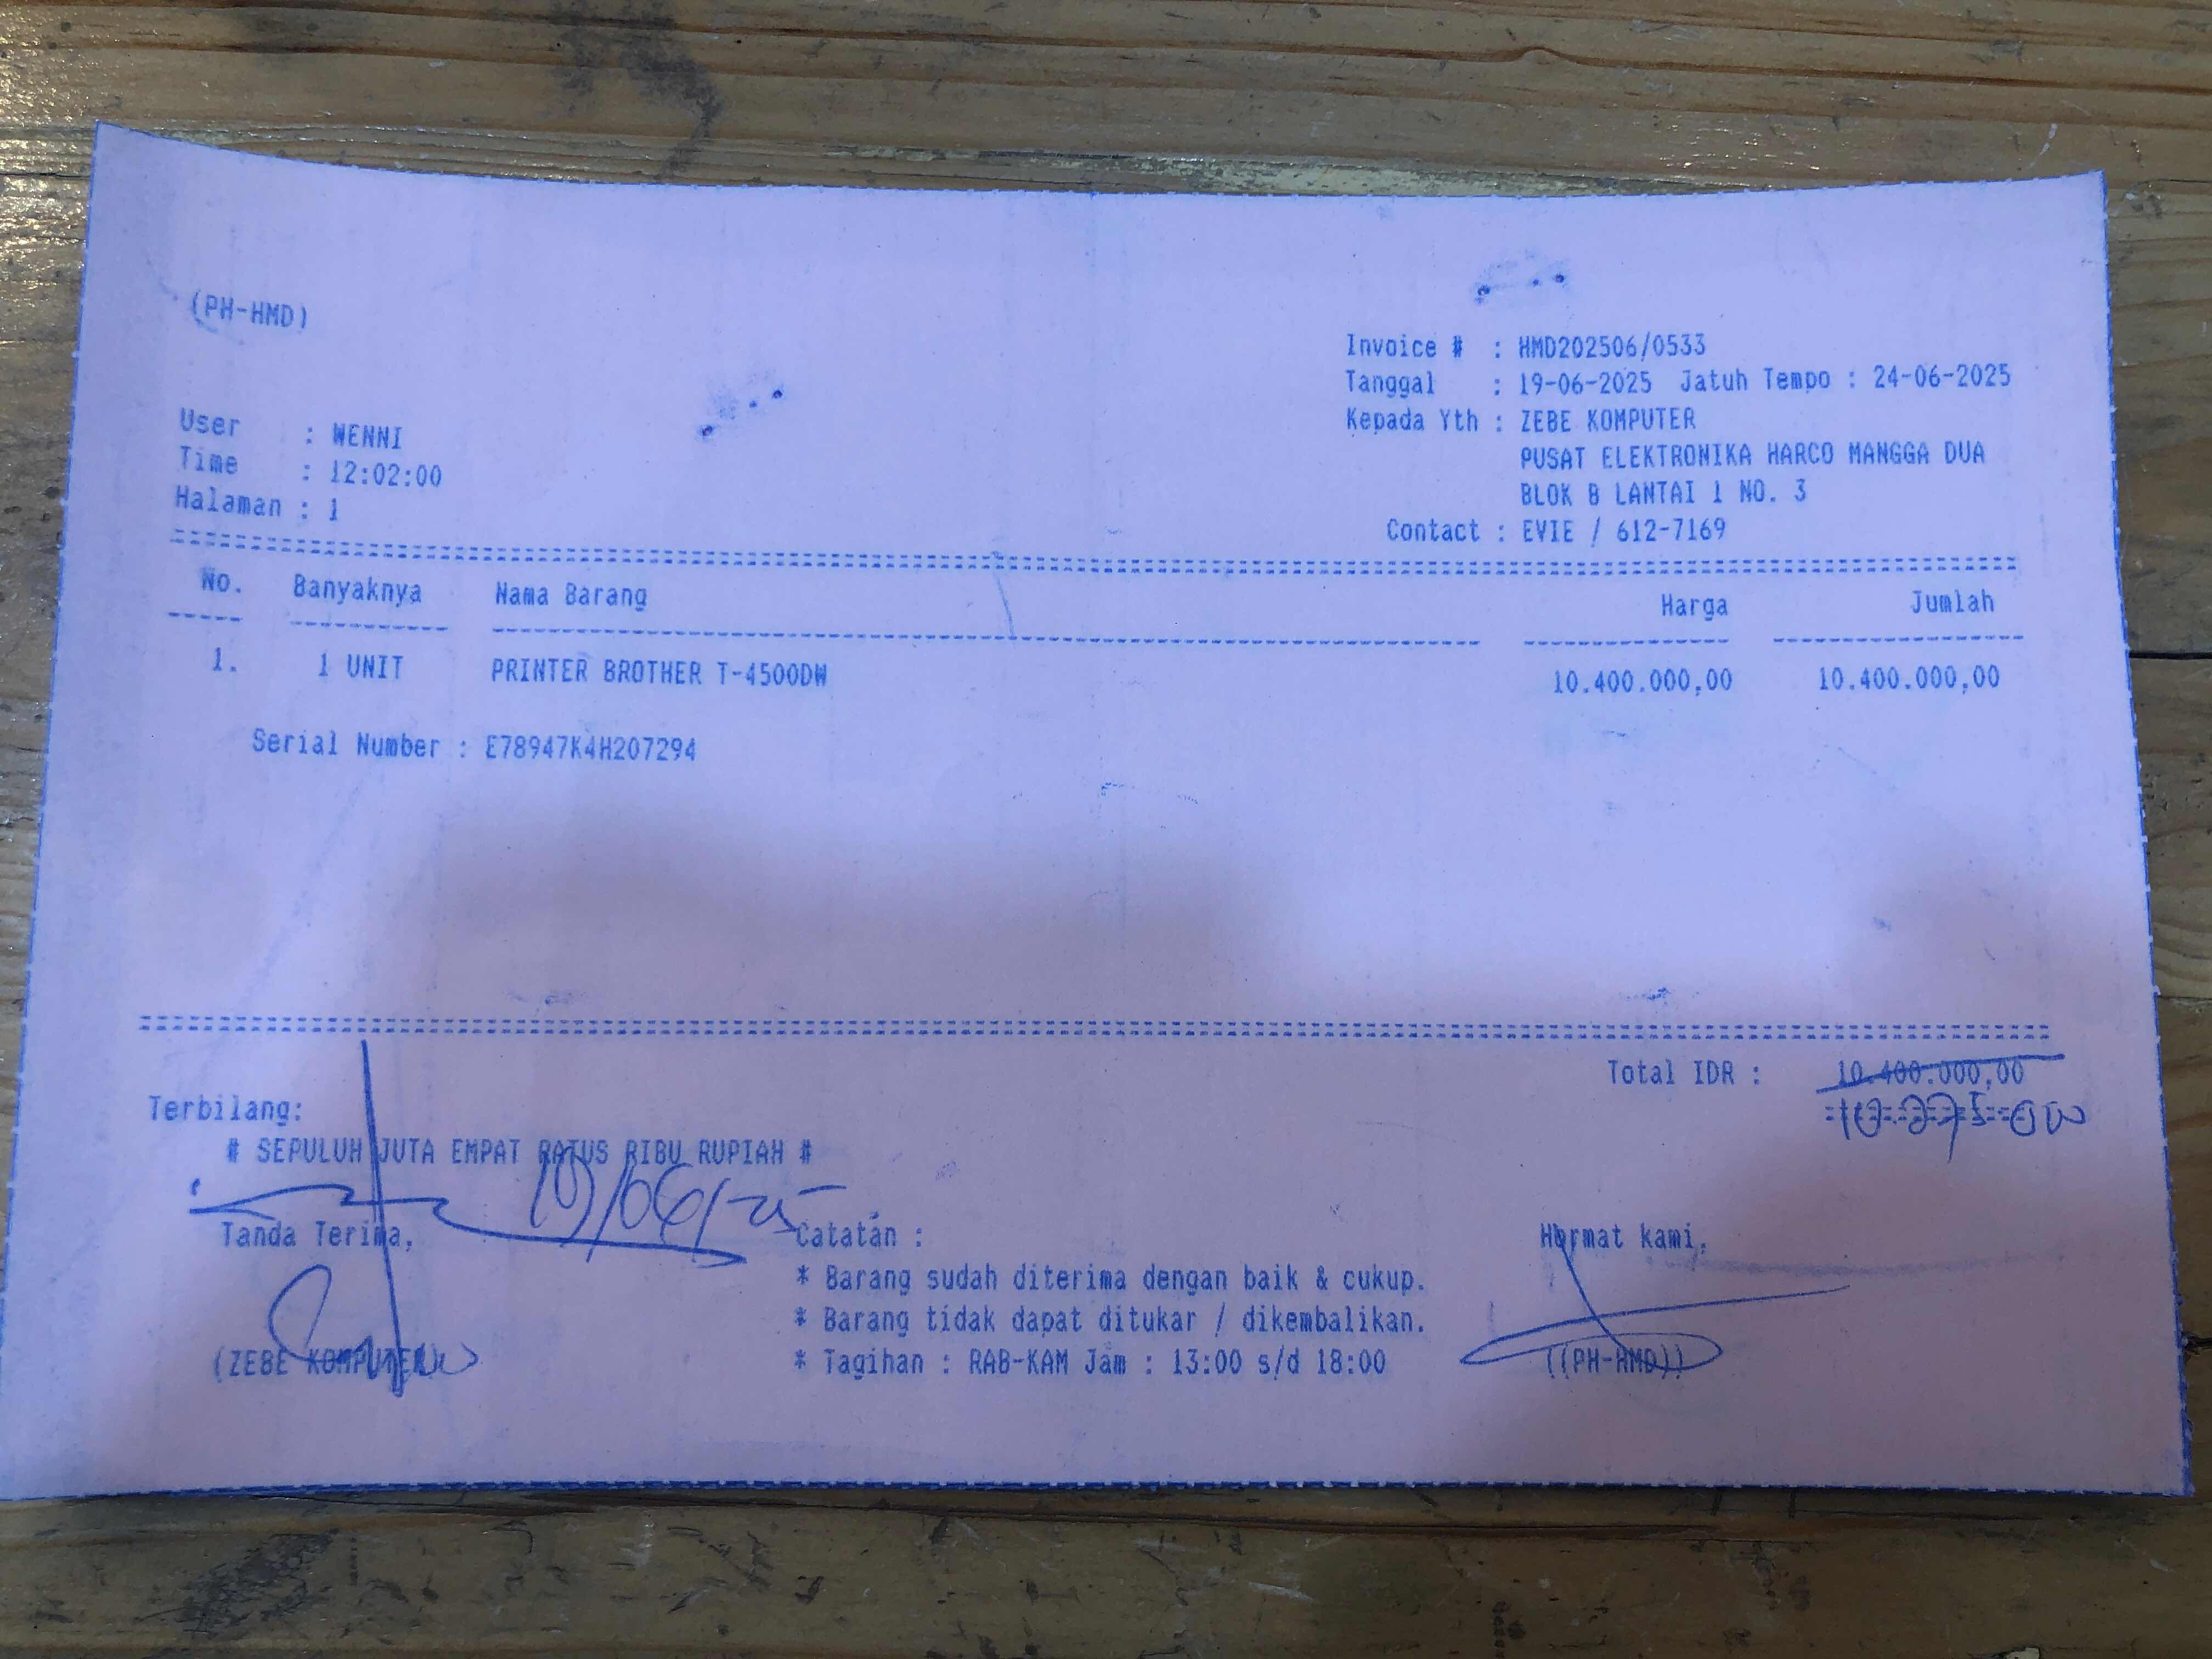 (PH-HMD)
Invoice # : HMD202506/0533
Tanggal : 19-06-2025 Jatuh Tempo : 24-06-2025
Kepada Yth : ZEBE KOMPUTER
PUSAT ELEKTRONIKA HARCO MANGGA DUA
BLOK B LANTAI 1 NO. 3
Contact : EVIE / 612-7169
User : WENNI
Time : 12:02:00
Halaman : 1
No. Banyaknya Nama Barang Harga Jumlah
1. 1 UNIT PRINTER BROTHER T-4500DW 10.400.000,00 10.400.000,00
Serial Number : E78947K4H207294
Total IDR : 10.400.000,00
Terbilang:
# SEPULUH JUTA EMPAT RATUS RIBU RUPIAH #
Tanda Terima,
(ZEBE KOMPUTER)
Catatan :
* Barang sudah diterima dengan baik & cukup.
* Barang tidak dapat ditukar / dikembalikan.
* Tagihan : RAB-KAM Jam : 13:00 s/d 18:00
Hormat kami,
((PH-HMD))